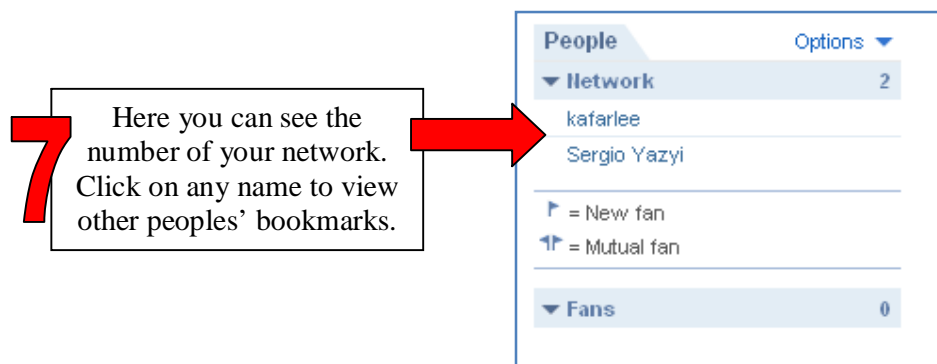 7
Here you can see the
number of your network.
Click on any name to view
other peoples’ bookmarks.
People Options
Network 2
kafarlee
Sergio Yazyi
= New fan
= Mutual fan
Fans 0